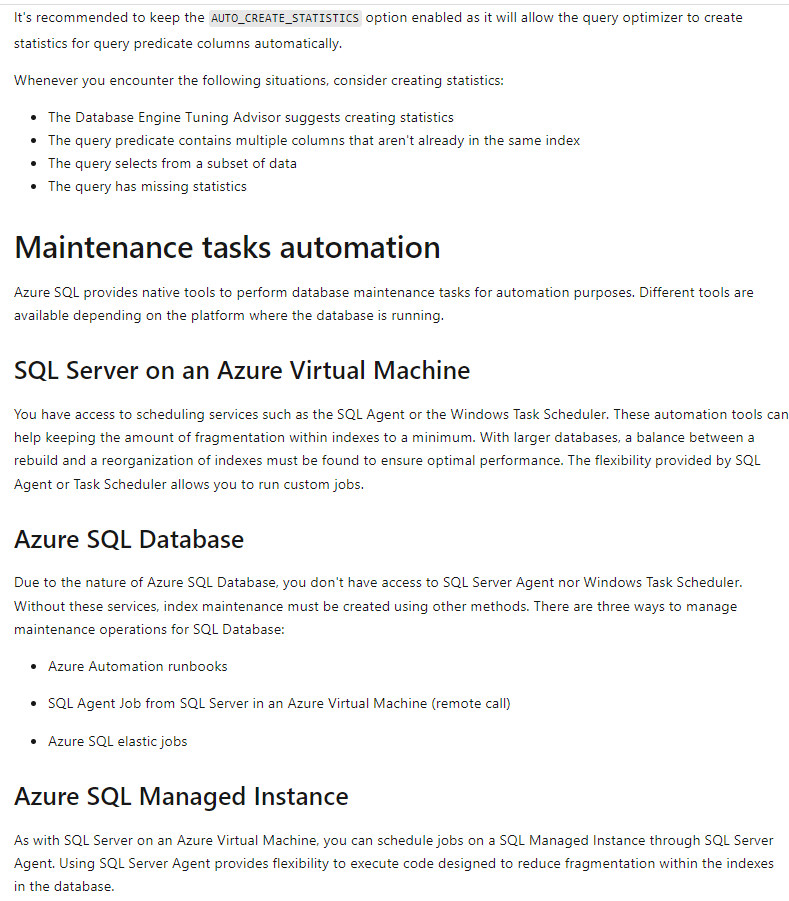 It's recommended to keep the AUTO_CREATE_STATISTICS option enabled as it will allow the query optimizer to create
statistics for query predicate columns automatically.
Whenever you encounter the following situations, consider creating statistics:
• The Database Engine Tuning Advisor suggests creating statistics
• The query predicate contains multiple columns that aren't already in the same index
• The query selects from a subset of data
• The query has missing statistics
Maintenance tasks automation
Azure SQL provides native tools to perform database maintenance tasks for automation purposes. Different tools are
available depending on the platform where the database is running.
SQL Server on an Azure Virtual Machine
You have access to scheduling services such as the SQL Agent or the Windows Task Scheduler. These automation tools can
help keeping the amount of fragmentation within indexes to a minimum. With larger databases, a balance between a
rebuild and a reorganization of indexes must be found to ensure optimal performance. The flexibility provided by SQL
Agent or Task Scheduler allows you to run custom jobs.
Azure SQL Database
Due to the nature of Azure SQL Database, you don't have access to SQL Server Agent nor Windows Task Scheduler.
Without these services, index maintenance must be created using other methods. There are three ways to manage
maintenance operations for SQL Database:
• Azure Automation runbooks
• SQL Agent Job from SQL Server in an Azure Virtual Machine (remote call)
• Azure SQL elastic jobs
Azure SQL Managed Instance
As with SQL Server on an Azure Virtual Machine, you can schedule jobs on a SQL Managed Instance through SQL Server
Agent. Using SQL Server Agent provides flexibility to execute code designed to reduce fragmentation within the indexes
in the database.